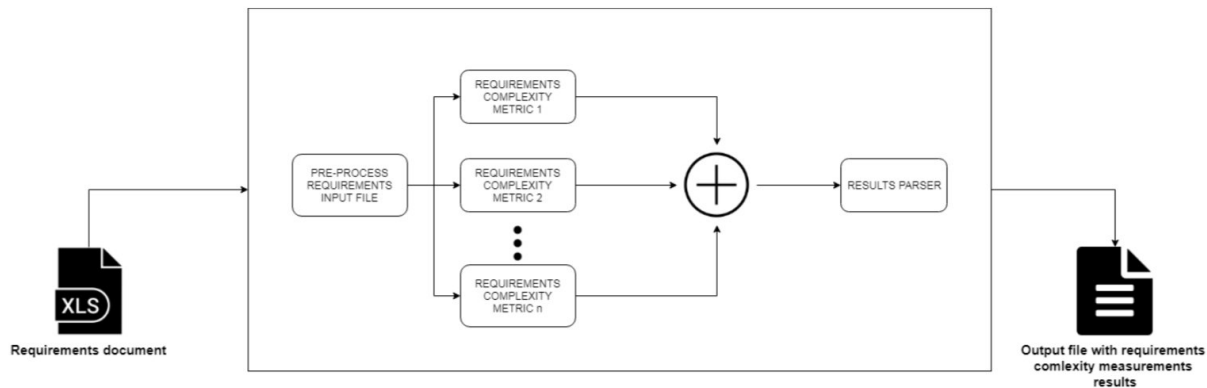 REQUIREMENTS
COMPLEXITY
METRIC 1
PRE-PROCESS
REQUIREMENTS
INPUT FILE
REQUIREMENTS
COMPLEXITY
METRIC 2
RESULTS PARSER
REQUIREMENTS
COMPLEXITY
METRIC n
XLS
Requirements document
Output file with requirements
comlexity measurements
results